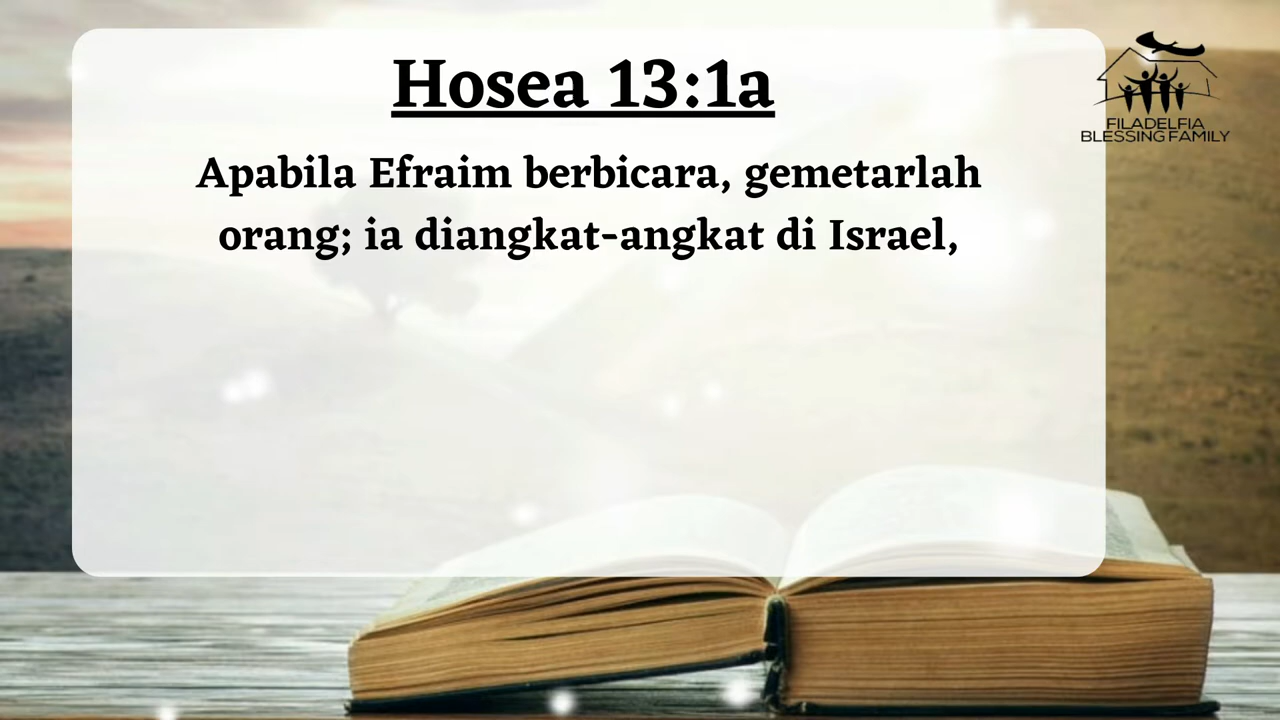 Hosea 13:1a
Apabila Efraim berbicara, gemetarlah
orang; ia diangkat-angkat di Israel,
FILADELFIA
BLESSING FAMILY